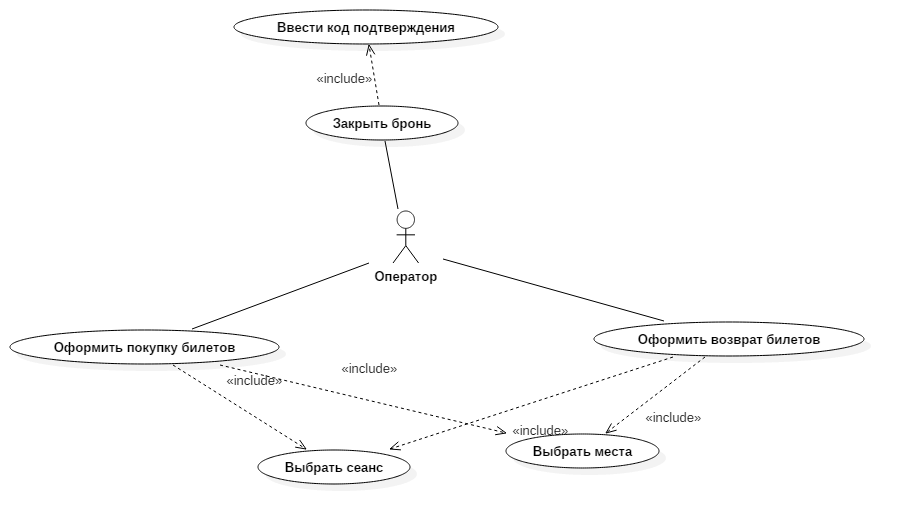 Ввести код подтверждения
«include»
Закрыть бронь
Оператор
Оформить покупку билетов
Оформить возврат билетов
«include»
«include»
«include»
«include»
Выбрать сеанс
Выбрать места